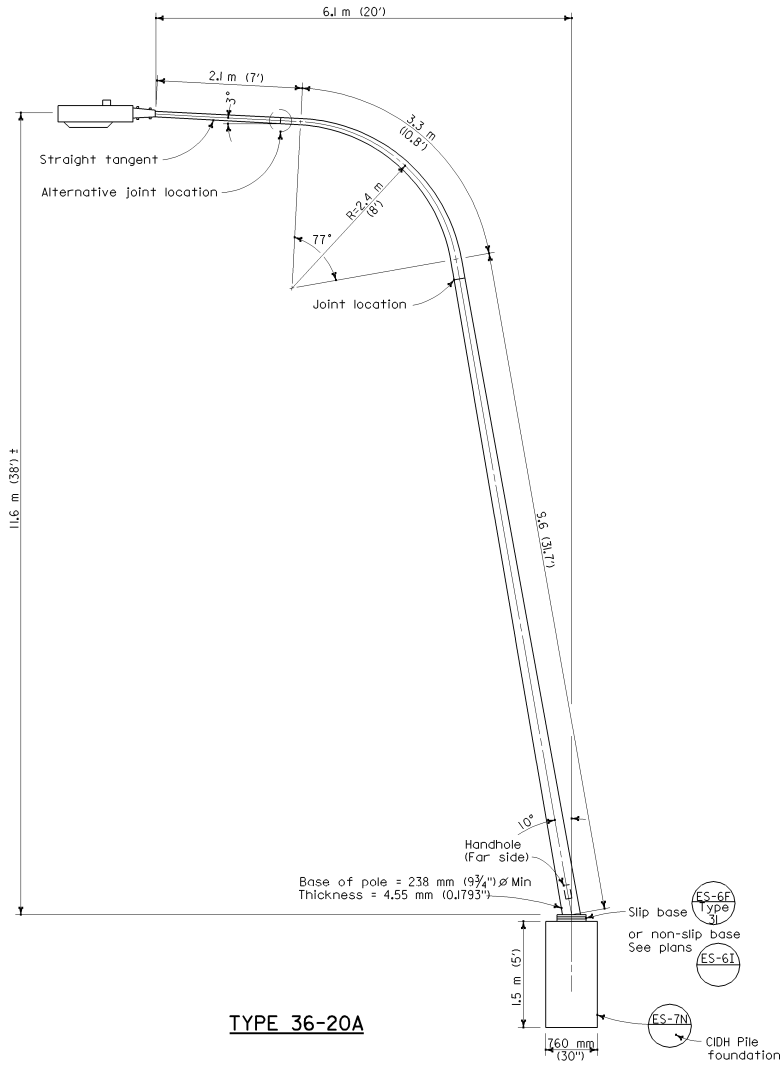 6.1 m (20')
2.1 m (7')
3°
3.3 m
(10.8')
Straight tangent
Alternative joint location
R=2.4 m
(8')
77°
Joint location
11.6 m (38') ±
9.6 (31.7')
10°
Handhole
(Far side)
Base of pole = 238 mm (9¾") ⌀ Min
Thickness = 4.55 mm (0.1793")
ES-6F
Type
31
Slip base
or non-slip base
See plans
ES-6I
1.5 m (5')
TYPE 36-20A
ES-7N
CIDH Pile
foundation
760 mm
(30")